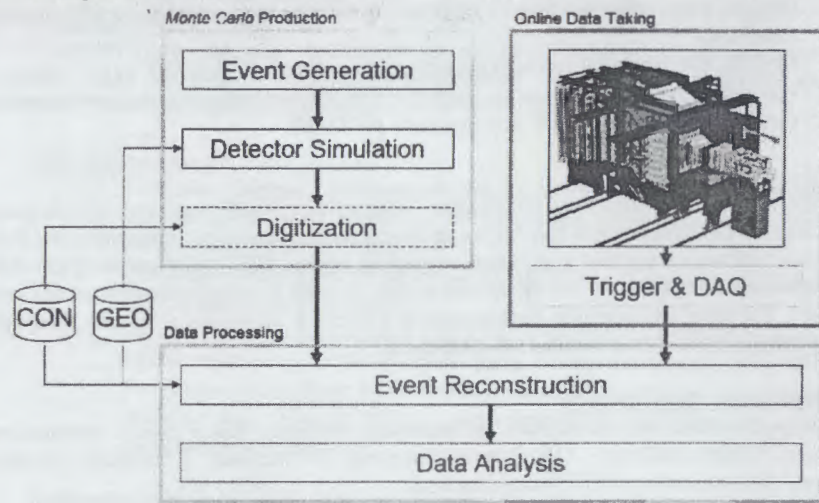 Monte Carlo Production
Event Generation
Detector Simulation
Digitization
Online Data Taking
Trigger & DAQ
CON
GEO
Data Processing
Event Reconstruction
Data Analysis